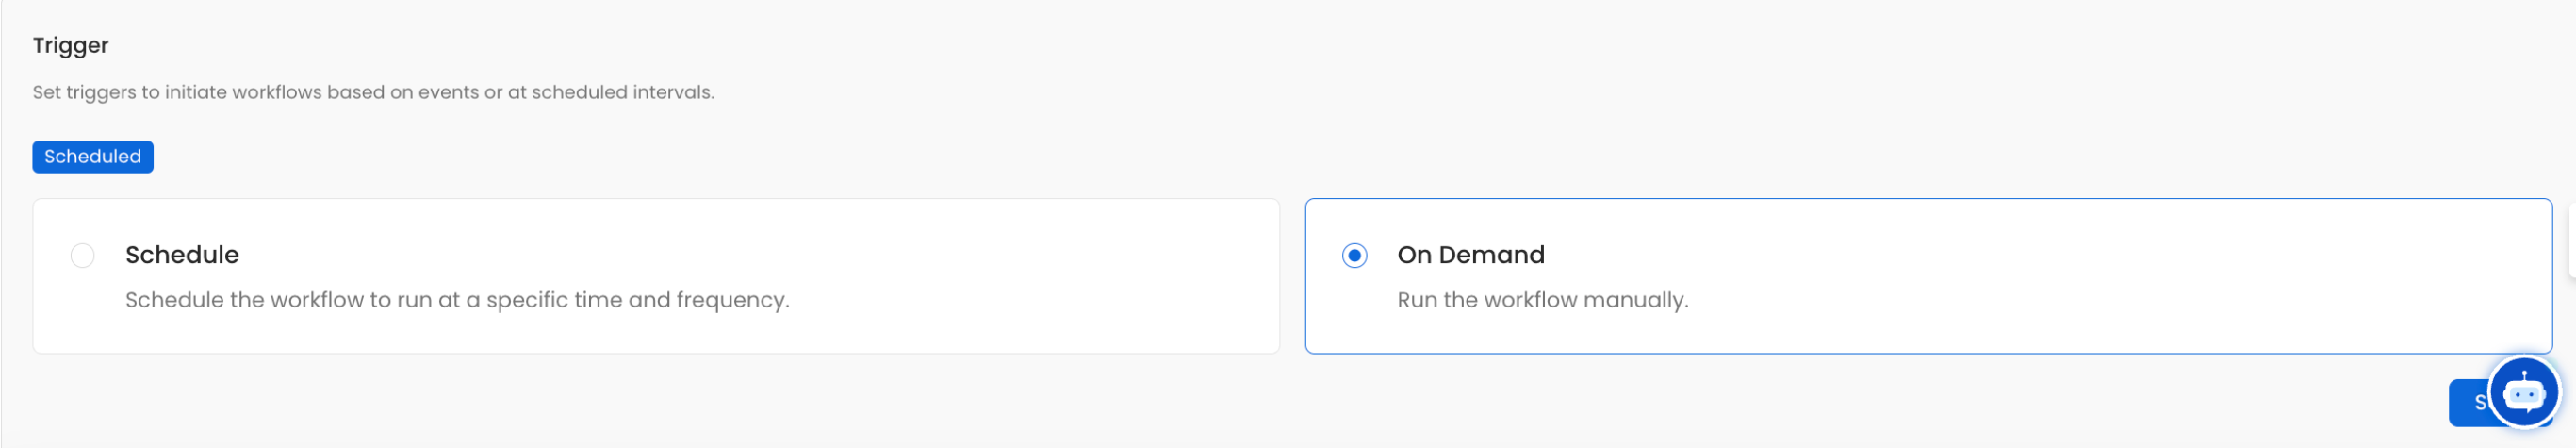 Trigger
Set triggers to initiate workflows based on events or at scheduled intervals.
Scheduled
Schedule
Schedule the workflow to run at a specific time and frequency.
On Demand
Run the workflow manually.